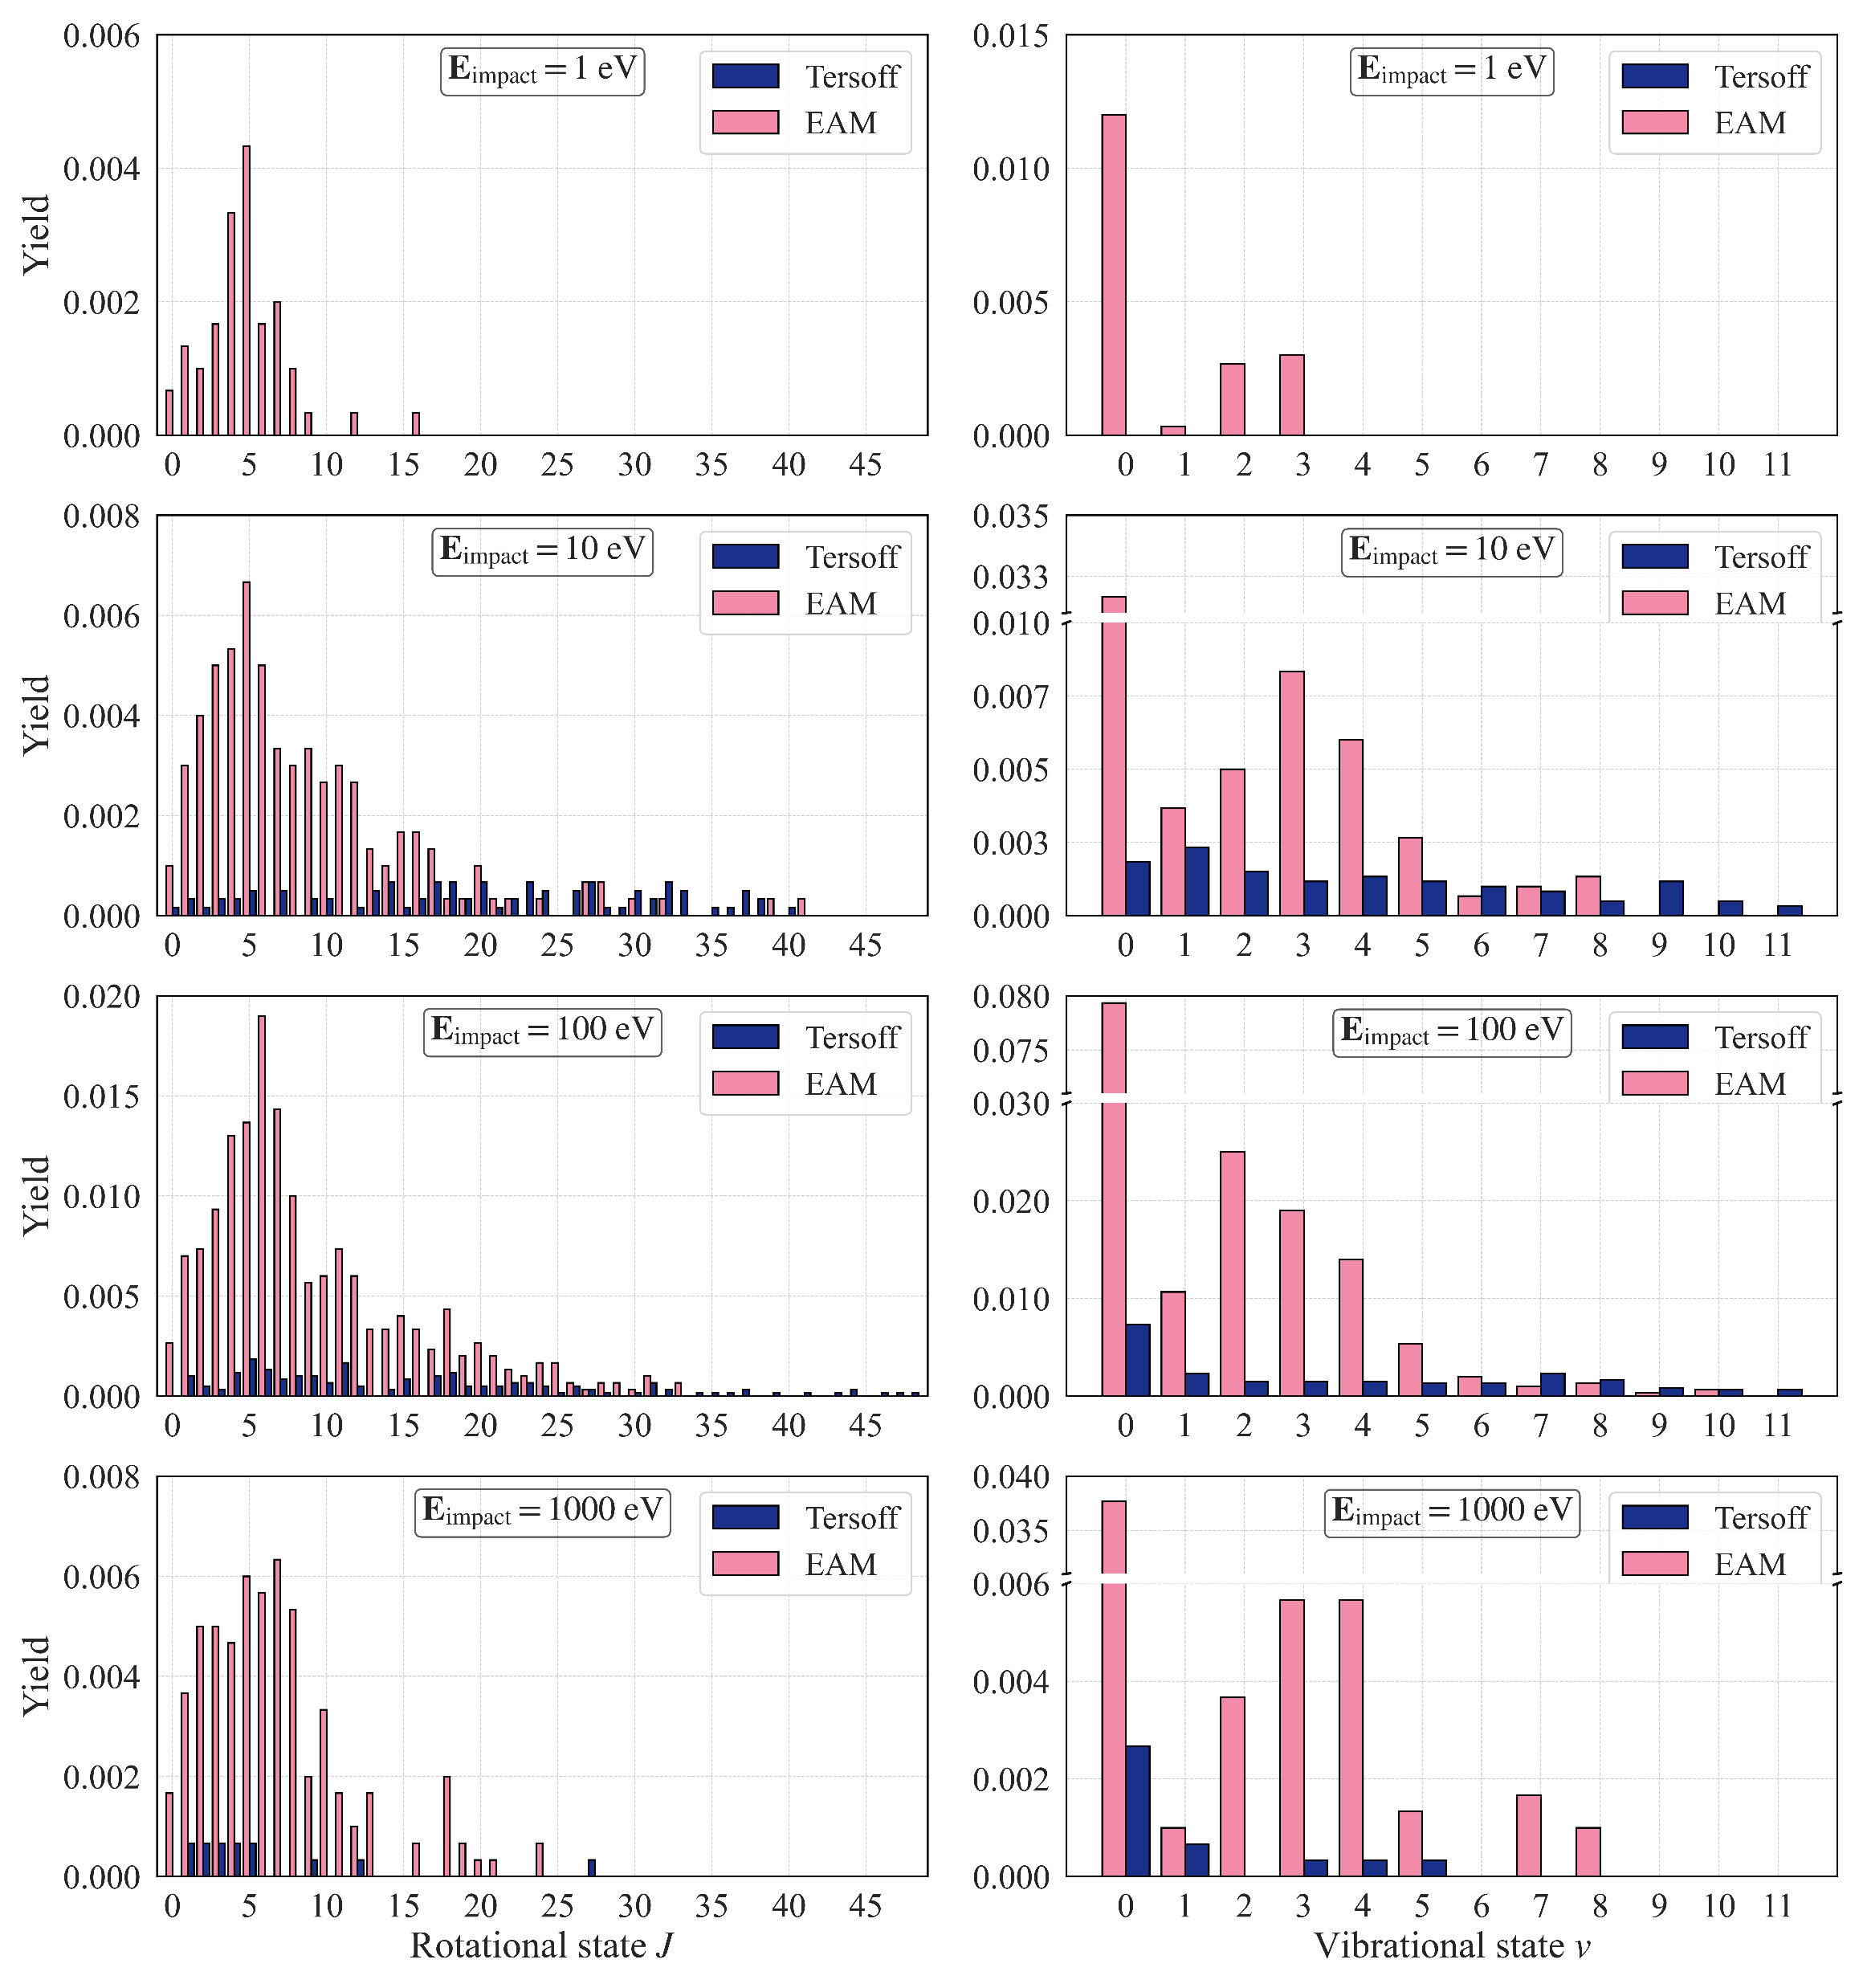 0.006
0.004
0.002
0.000
Yield
E_impact = 1 eV
Tersoff
EAM
0 5 10 15 20 25 30 35 40 45
0.015
0.010
0.005
0.000
E_impact = 1 eV
Tersoff
EAM
0 1 2 3 4 5 6 7 8 9 10 11
0.008
0.006
0.004
0.002
0.000
Yield
E_impact = 10 eV
Tersoff
EAM
0 5 10 15 20 25 30 35 40 45
0.035
0.033
0.010
0.007
0.005
0.003
0.000
E_impact = 10 eV
Tersoff
EAM
0 1 2 3 4 5 6 7 8 9 10 11
0.020
0.015
0.010
0.005
0.000
Yield
E_impact = 100 eV
Tersoff
EAM
0 5 10 15 20 25 30 35 40 45
0.080
0.075
0.030
0.020
0.010
0.000
E_impact = 100 eV
Tersoff
EAM
0 1 2 3 4 5 6 7 8 9 10 11
0.008
0.006
0.004
0.002
0.000
Yield
E_impact = 1000 eV
Tersoff
EAM
0 5 10 15 20 25 30 35 40 45
Rotational state J
0.040
0.035
0.006
0.004
0.002
0.000
E_impact = 1000 eV
Tersoff
EAM
0 1 2 3 4 5 6 7 8 9 10 11
Vibrational state v